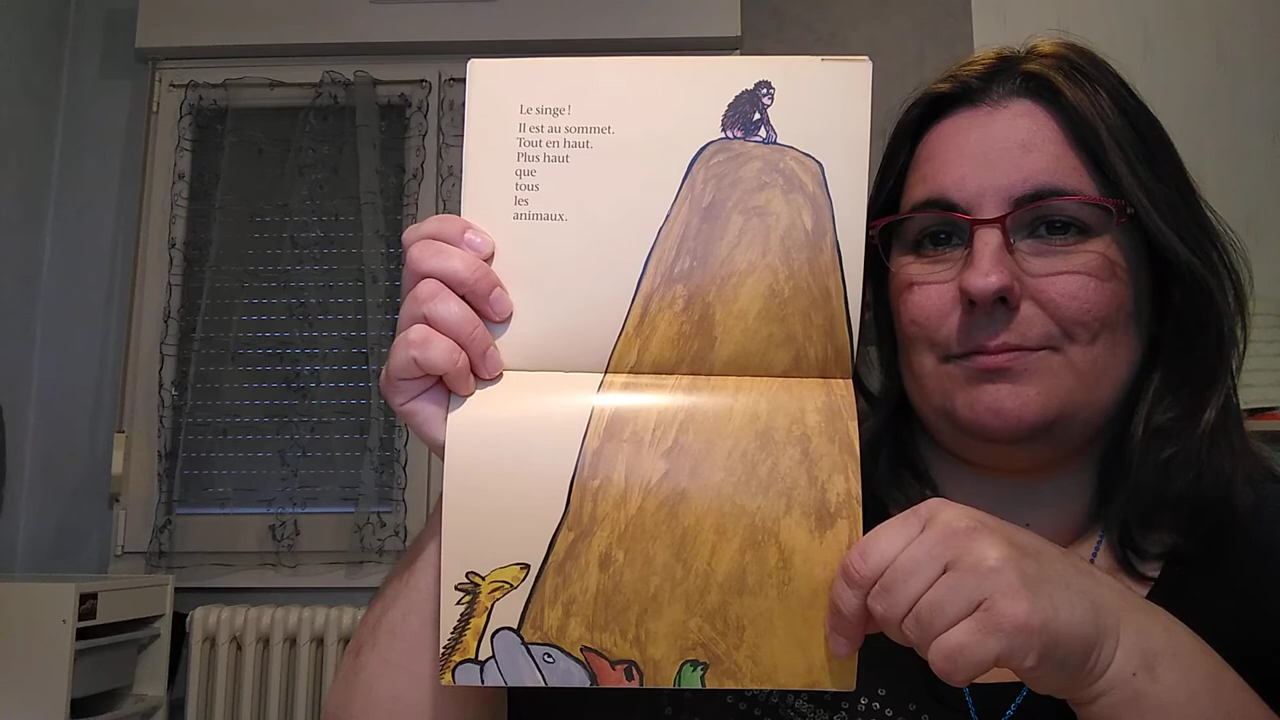 Le singe !
Il est au sommet.
Tout en haut.
Plus haut
que
tous
les
animaux.